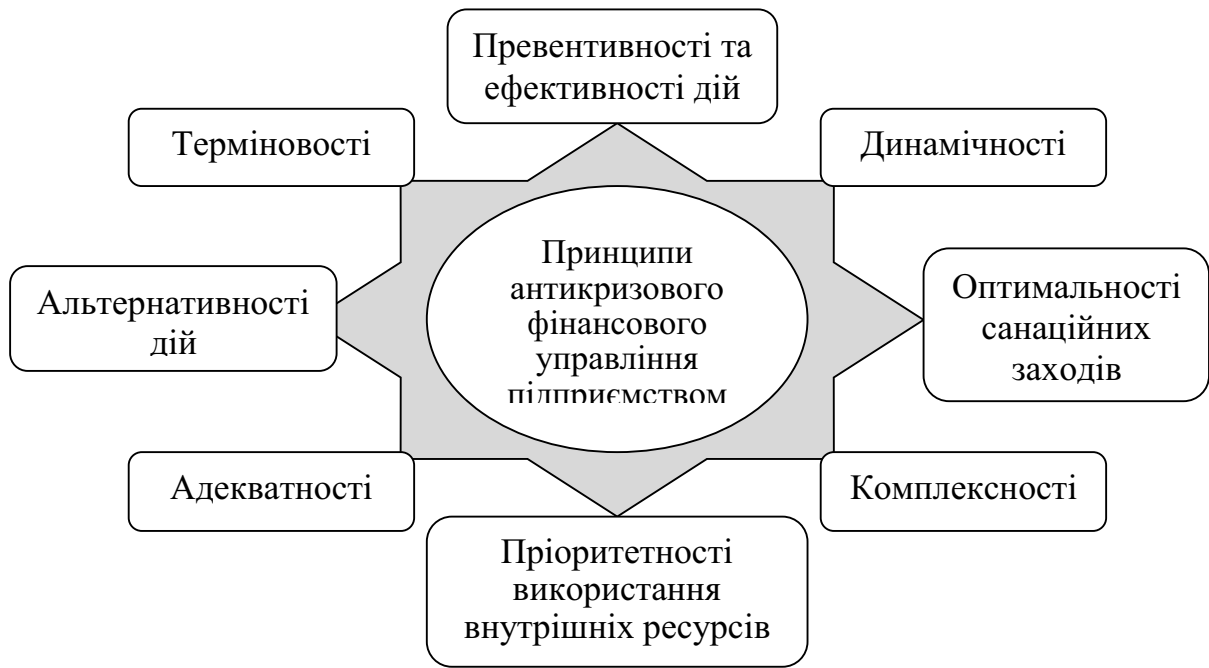 Превентивності та
ефективності дій
Терміновості
Динамічності
Альтернативності
дій
Принципи
антикризового
фінансового
управління
підприємством
Оптимальності
санаційних
заходів
Адекватності
Комплексності
Пріоритетності
використання
внутрішніх ресурсів